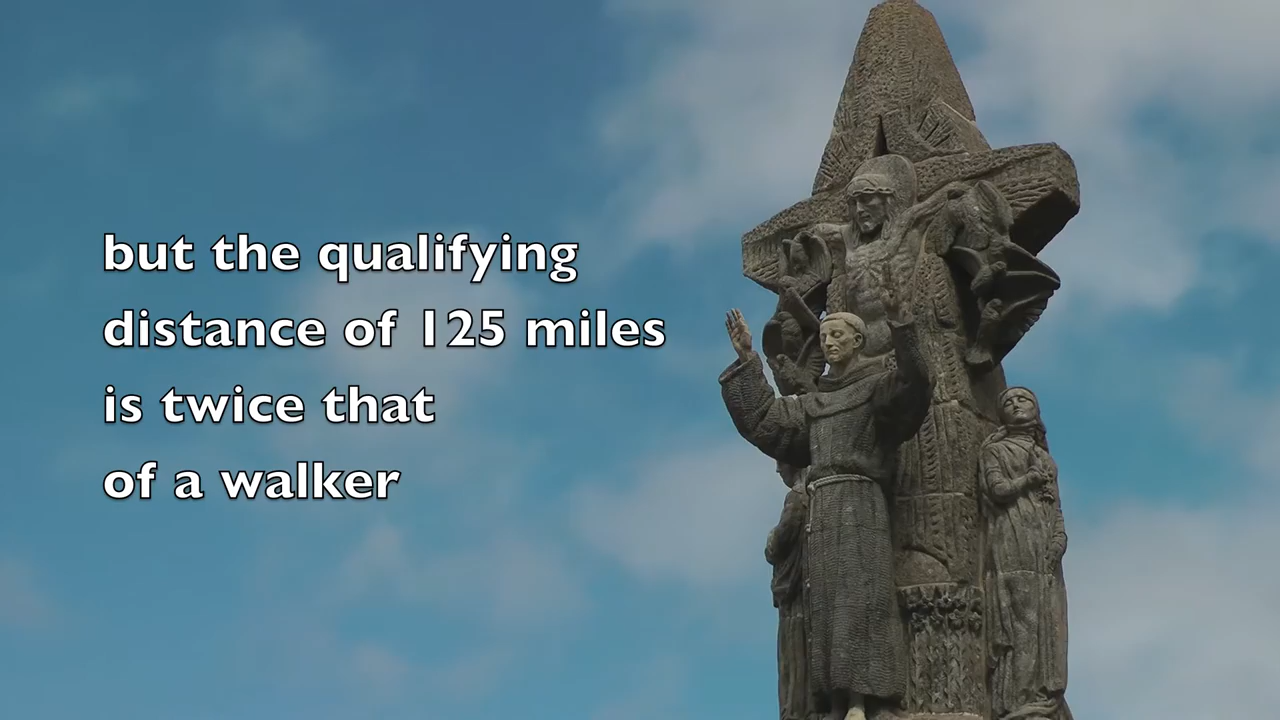 but the qualifying
distance of 125 miles
is twice that
of a walker